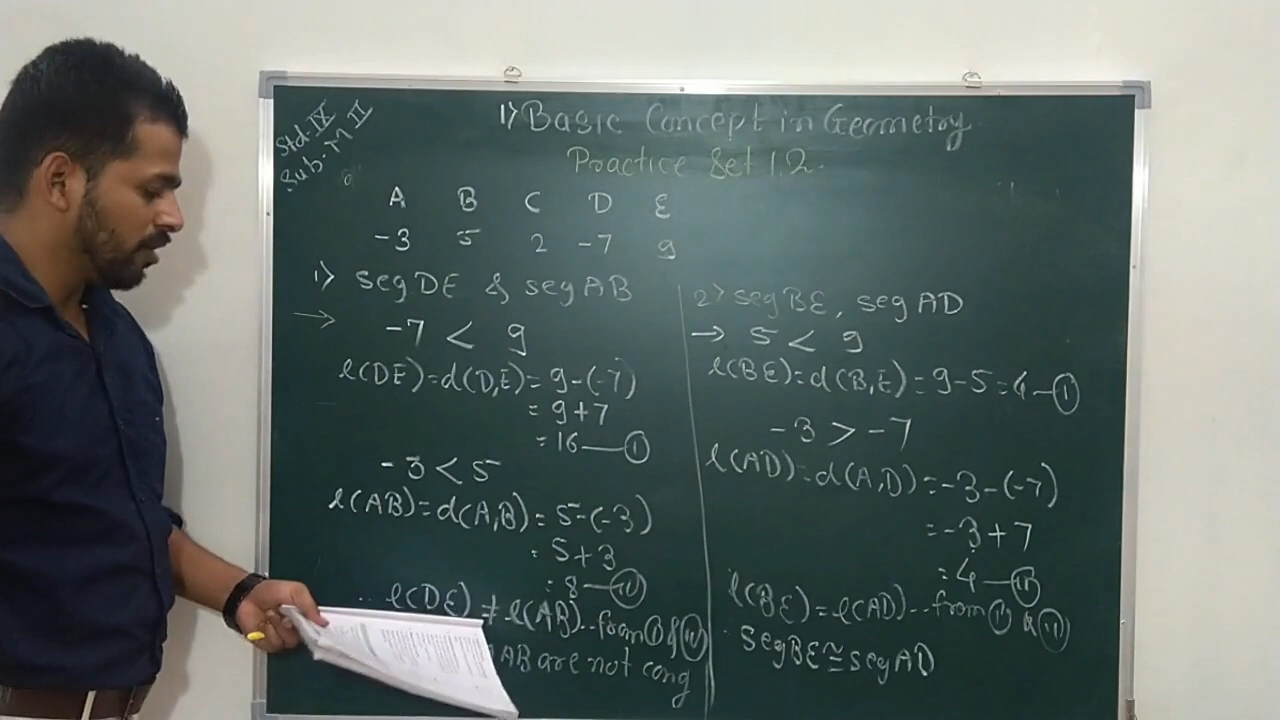 Std. IX
Sub. M II
1) Basic Concept in Geometry
Practice Set 1.2.
A B C D E
-3 5 2 -7 9
1) seg DE & seg AB
→ -7 < 9
l(DE) = d(D,E) = 9-(-7)
= 9+7
= 16 — (I)
-3 < 5
l(AB) = d(A,B) = 5-(-3)
= 5+3
= 8 — (II)
l(DE) ≠ l(AB) .. from (I) & (II)
AB are not cong
2) seg BE, seg AD
→ 5 < 9
l(BE) = d(B,E) = 9-5 = 4 — (I)
-3 > -7
l(AD) = d(A,D) = -3-(-7)
= -3+7
= 4 — (II)
l(BE) = l(AD) .. from (I) & (II)
seg BE ≅ seg AD